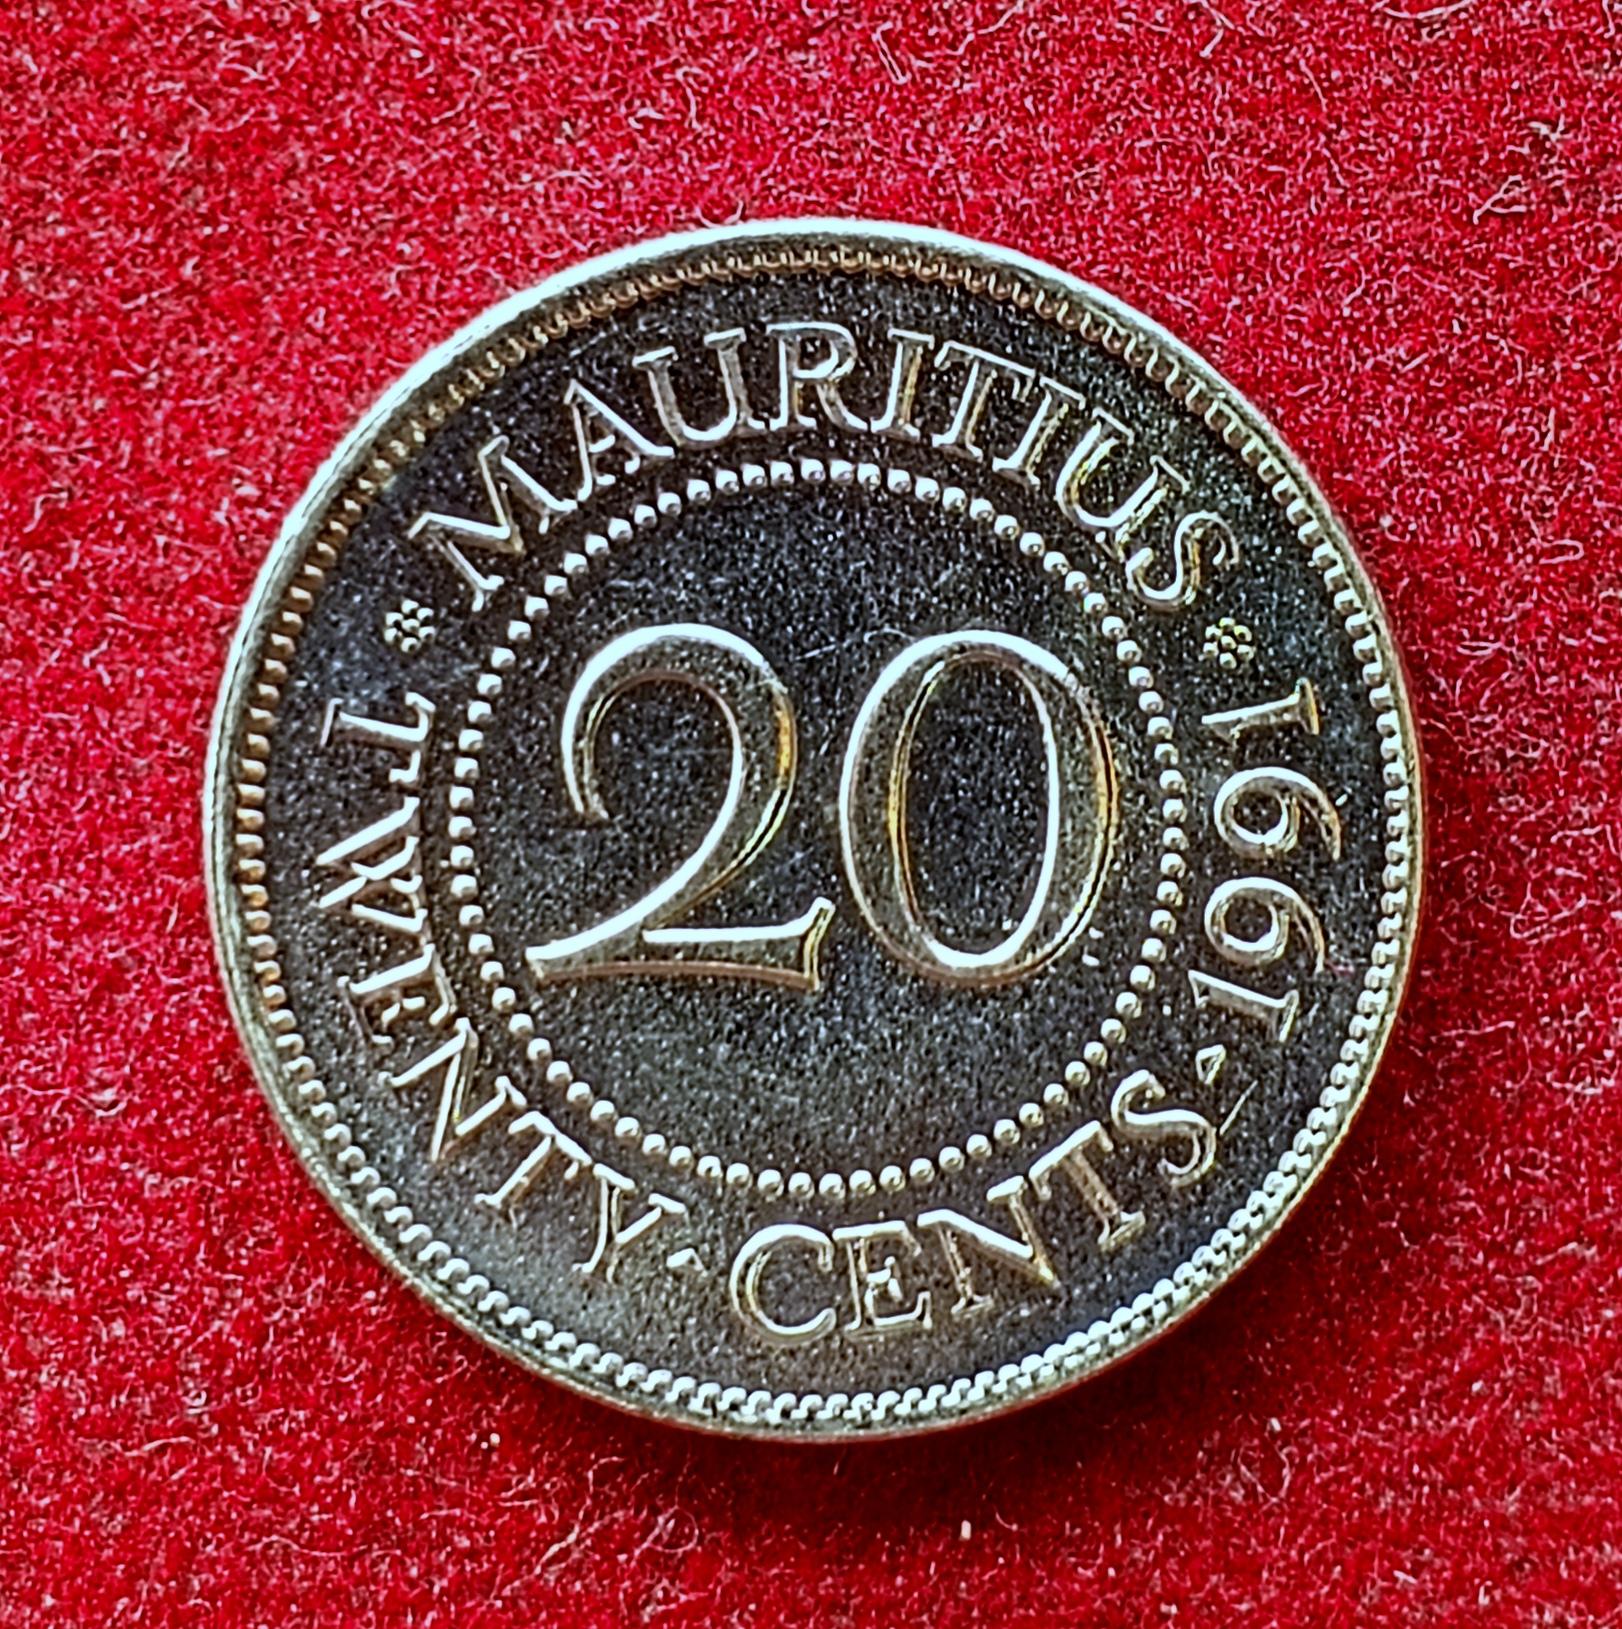 MAURITIUS
20
TWENTY · CENTS · 1991